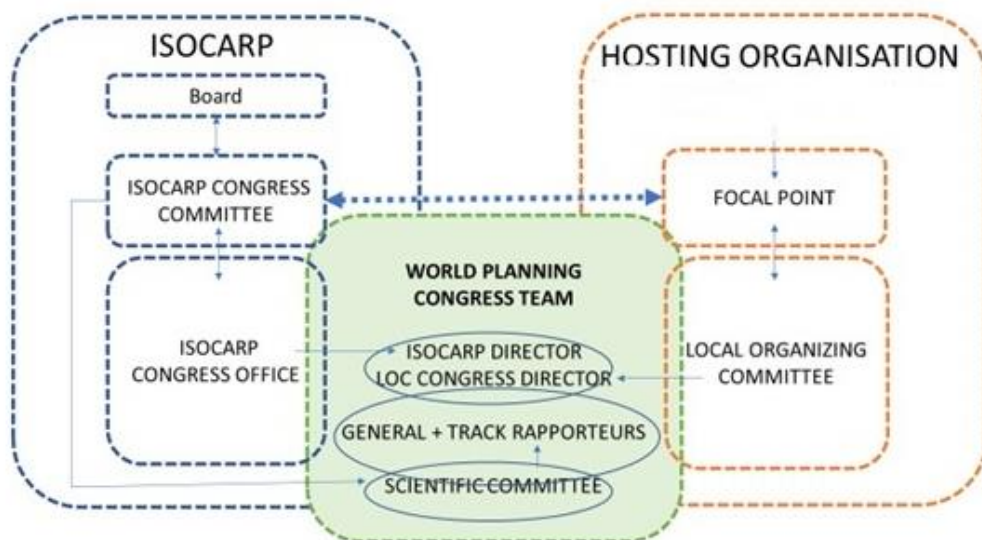 ISOCARP
Board
ISOCARP CONGRESS
COMMITTEE
ISOCARP
CONGRESS OFFICE
HOSTING ORGANISATION
FOCAL POINT
LOCAL ORGANIZING
COMMITTEE
WORLD PLANNING
CONGRESS TEAM
ISOCARP DIRECTOR
LOC CONGRESS DIRECTOR
GENERAL + TRACK RAPPORTEURS
SCIENTIFIC COMMITTEE